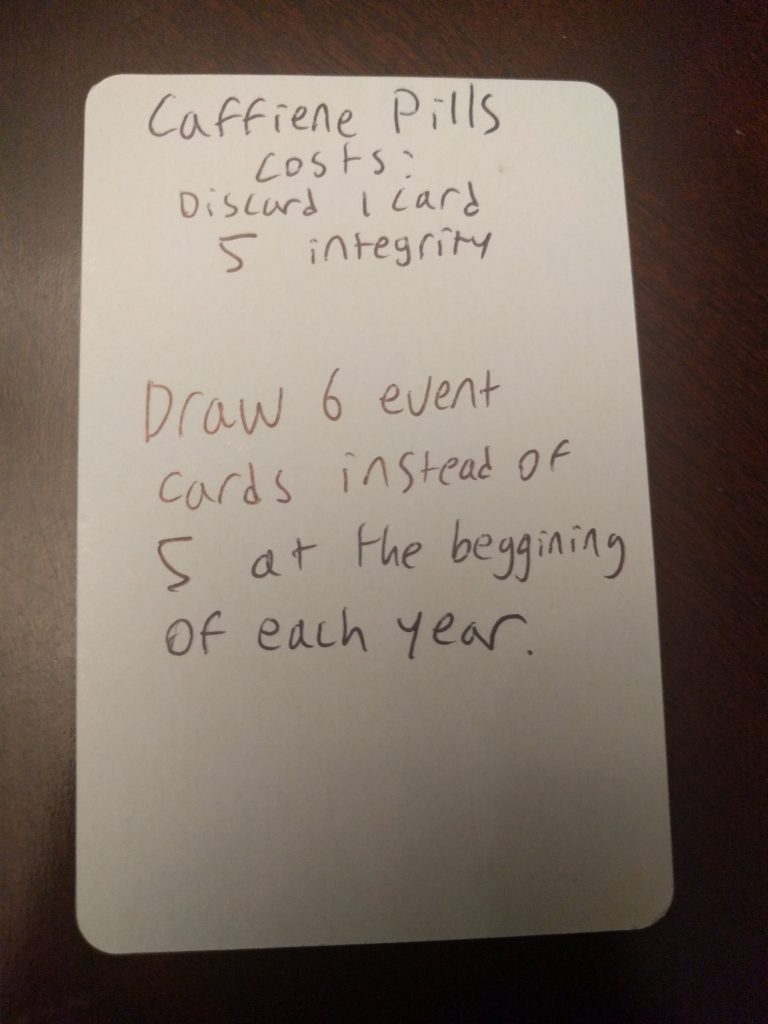 Caffiene Pills
costs:
Discard 1 card
5 integrity
Draw 6 event
cards instead of
5 at the beggining
of each year.